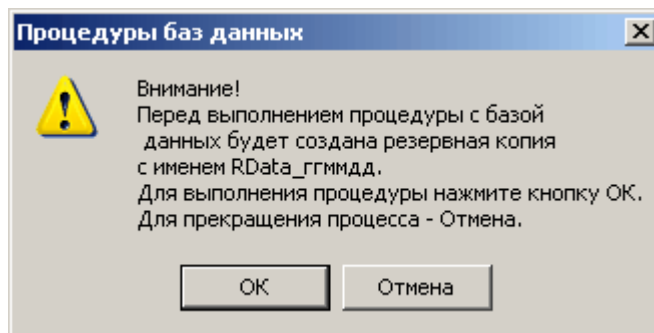 Процедуры баз данных
Внимание!
Перед выполнением процедуры с базой
данных будет создана резервная копия
с именем RData_ггммдд.
Для выполнения процедуры нажмите кнопку ОК.
Для прекращения процесса - Отмена.
ОК
Отмена